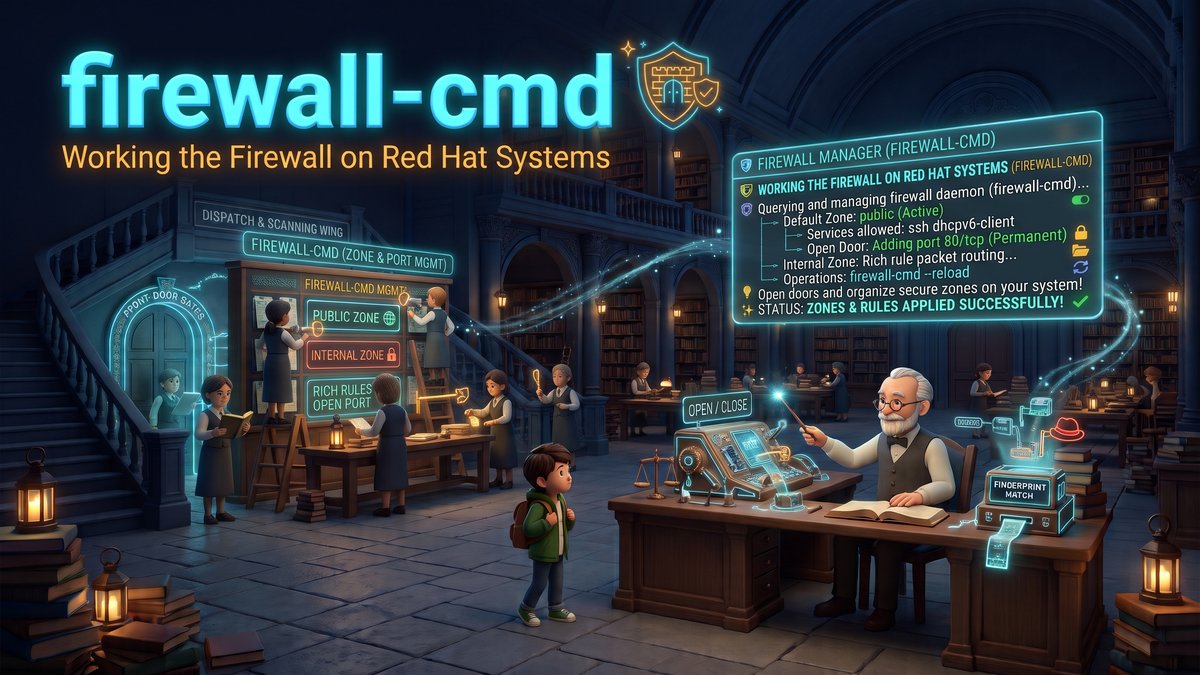 firewall-cmd
Working the Firewall on Red Hat Systems
DISPATCH & SCANNING WING
FIREWALL-CMD (ZONE & PORT MGMT)
FIREWALL-CMD MGMT
PUBLIC ZONE
INTERNAL ZONE
RICH RULES
OPEN PORT
FIREWALL MANAGER (FIREWALL-CMD)
WORKING THE FIREWALL ON RED HAT SYSTEMS (FIREWALL-CMD)
Querying and managing firewall daemon (firewall-cmd)...
Default Zone: public (Active)
Services allowed: ssh dhcpv6-client
Open Door: Adding port 80/tcp (Permanent)
Internal Zone: Rich rule packet routing...
Operations: firewall-cmd --reload
Open doors and organize secure zones on your system!
STATUS: ZONES & RULES APPLIED SUCCESSFULLY!
OPEN / CLOSE
FINDERPRINT
MATCH